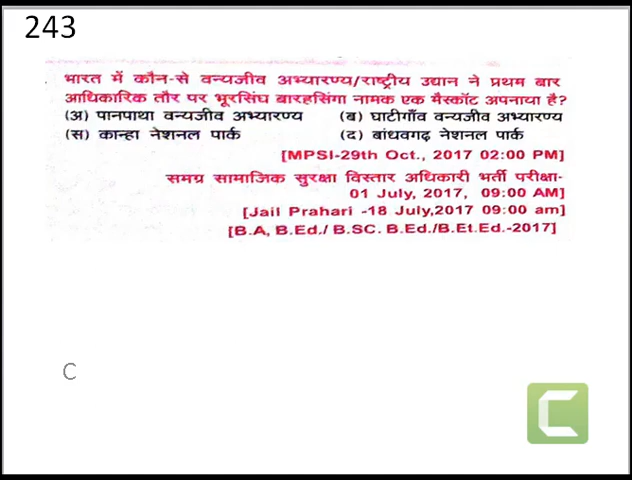 243
भारत में कौन-से वन्यजीव अभ्यारण्य/राष्ट्रीय उद्यान ने प्रथम बार
आधिकारिक तौर पर भूरसिंघ बारहसिंगा नामक एक मैस्कॉट अपनाया है?
(अ) पानपाथा वन्यजीव अभ्यारण्य (ब) घाटीगाँव वन्यजीव अभ्यारण्य
(स) कान्हा नेशनल पार्क (द) बांधवगढ़ नेशनल पार्क
[MPSI-29th Oct., 2017 02:00 PM]
समग्र सामाजिक सुरक्षा विस्तार अधिकारी भर्ती परीक्षा-
01 July, 2017, 09:00 AM]
[Jail Prahari -18 July,2017 09:00 am]
[B.A, B.Ed./ B.SC. B.Ed./B.Et.Ed.-2017]
C